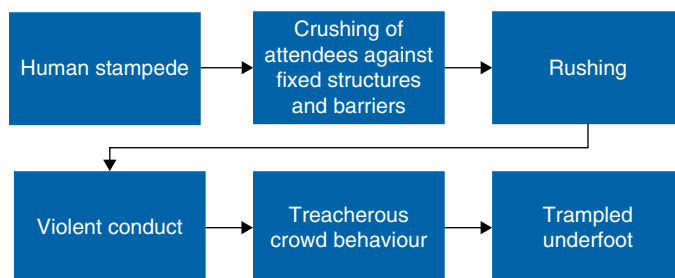 Human stampede
Crushing of
attendees against
fixed structures
and barriers
Rushing
Violent conduct
Treacherous
crowd behaviour
Trampled
underfoot